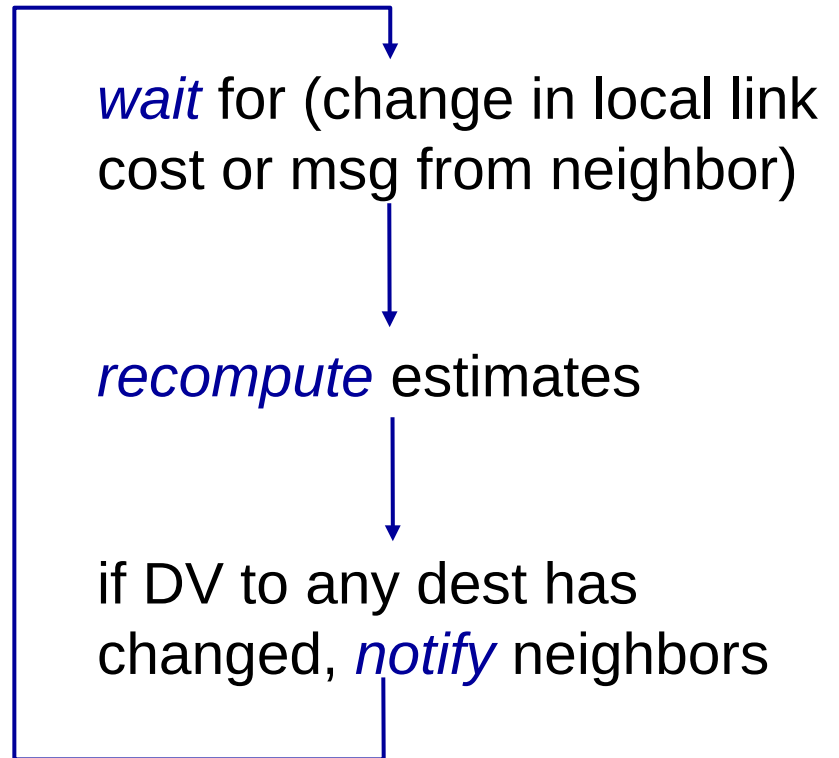 wait for (change in local link
cost or msg from neighbor)
recompute estimates
if DV to any dest has
changed, notify neighbors